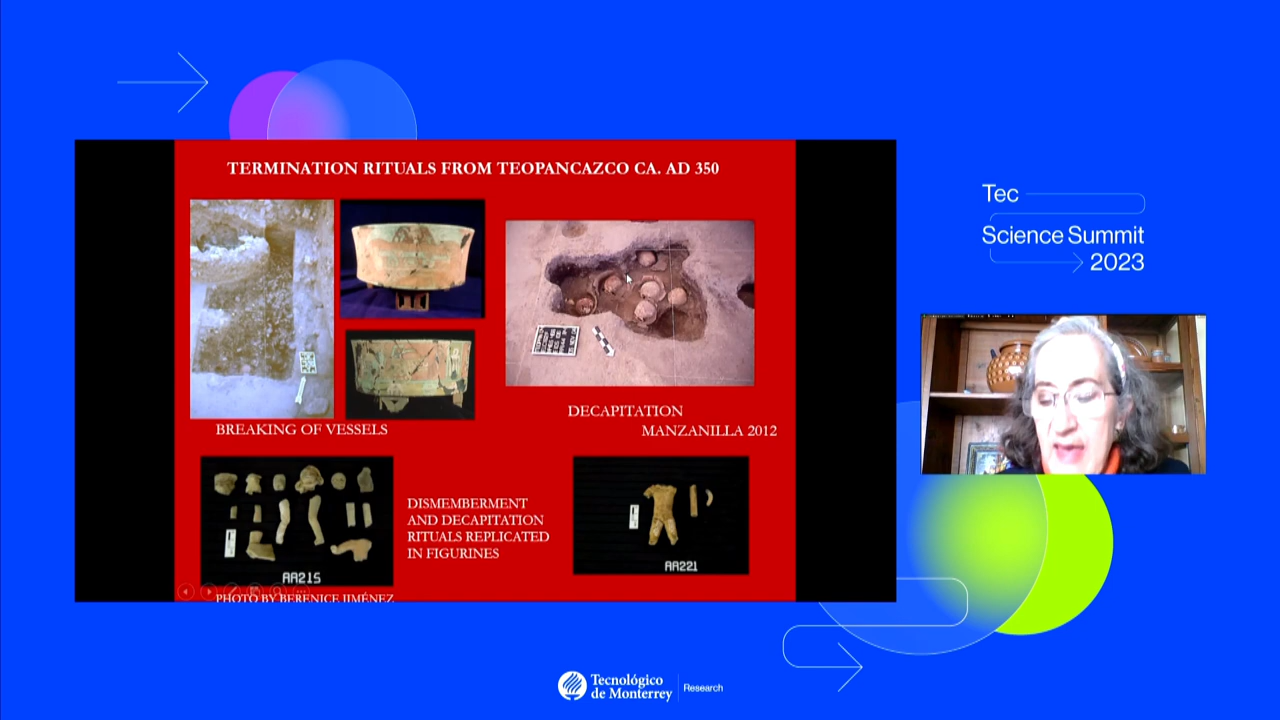 TERMINATION RITUALS FROM TEOPANCAZCO CA. AD 350
BREAKING OF VESSELS
DECAPITATION
MANZANILLA 2012
DISMEMBERMENT
AND DECAPITATION
RITUALS REPLICATED
IN FIGURINES
AA215
AA221
PHOTO BY BERENICE JIMÉNEZ
Tec
Science Summit
2023
Tecnológico
de Monterrey
Research